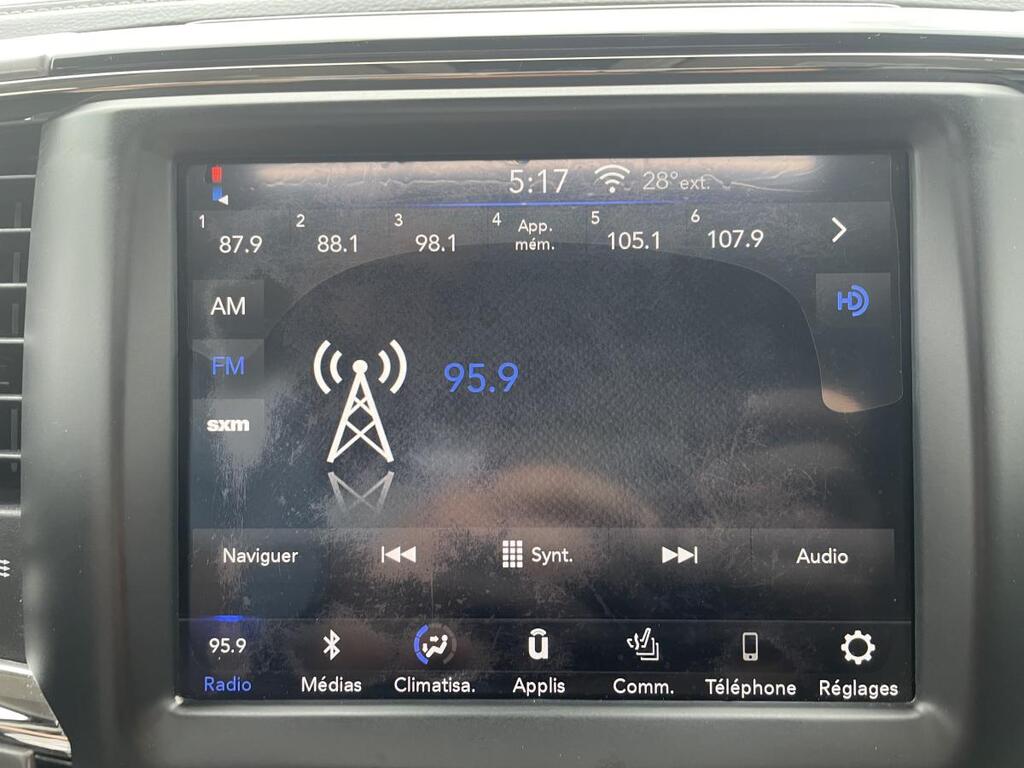 5:17 28° ext.
1 87.9 2 88.1 3 98.1 4 App. mém. 5 105.1 6 107.9
AM
HD
FM
95.9
sxm
Naviguer Synt. Audio
95.9
Radio Médias Climatisa. Applis Comm. Téléphone Réglages